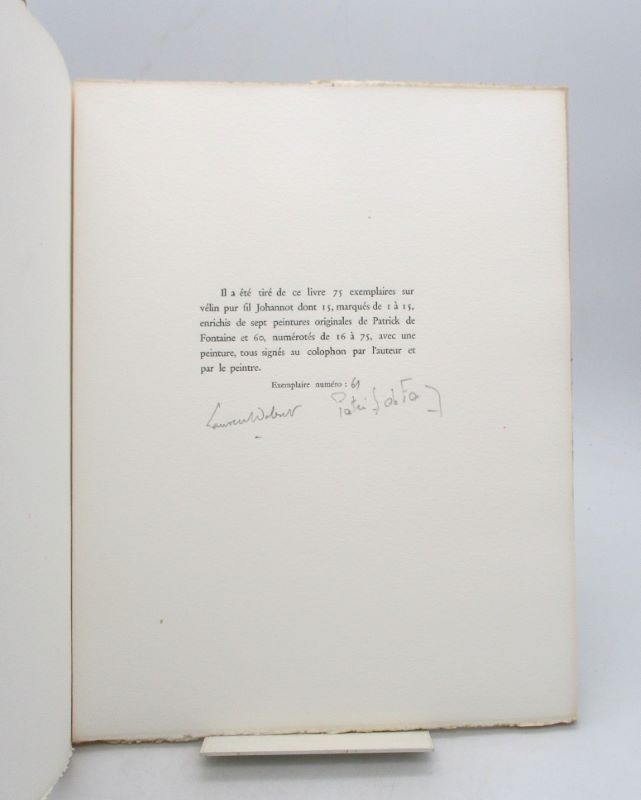 Il a été tiré de ce livre 75 exemplaires sur
vélin pur fil Johannot dont 15, marqués de 1 à 15,
enrichis de sept peintures originales de Patrick de
Fontaine et 60, numérotés de 16 à 75, avec une
peinture, tous signés au colophon par l'auteur et
par le peintre.
Exemplaire numéro : 61
Laurent